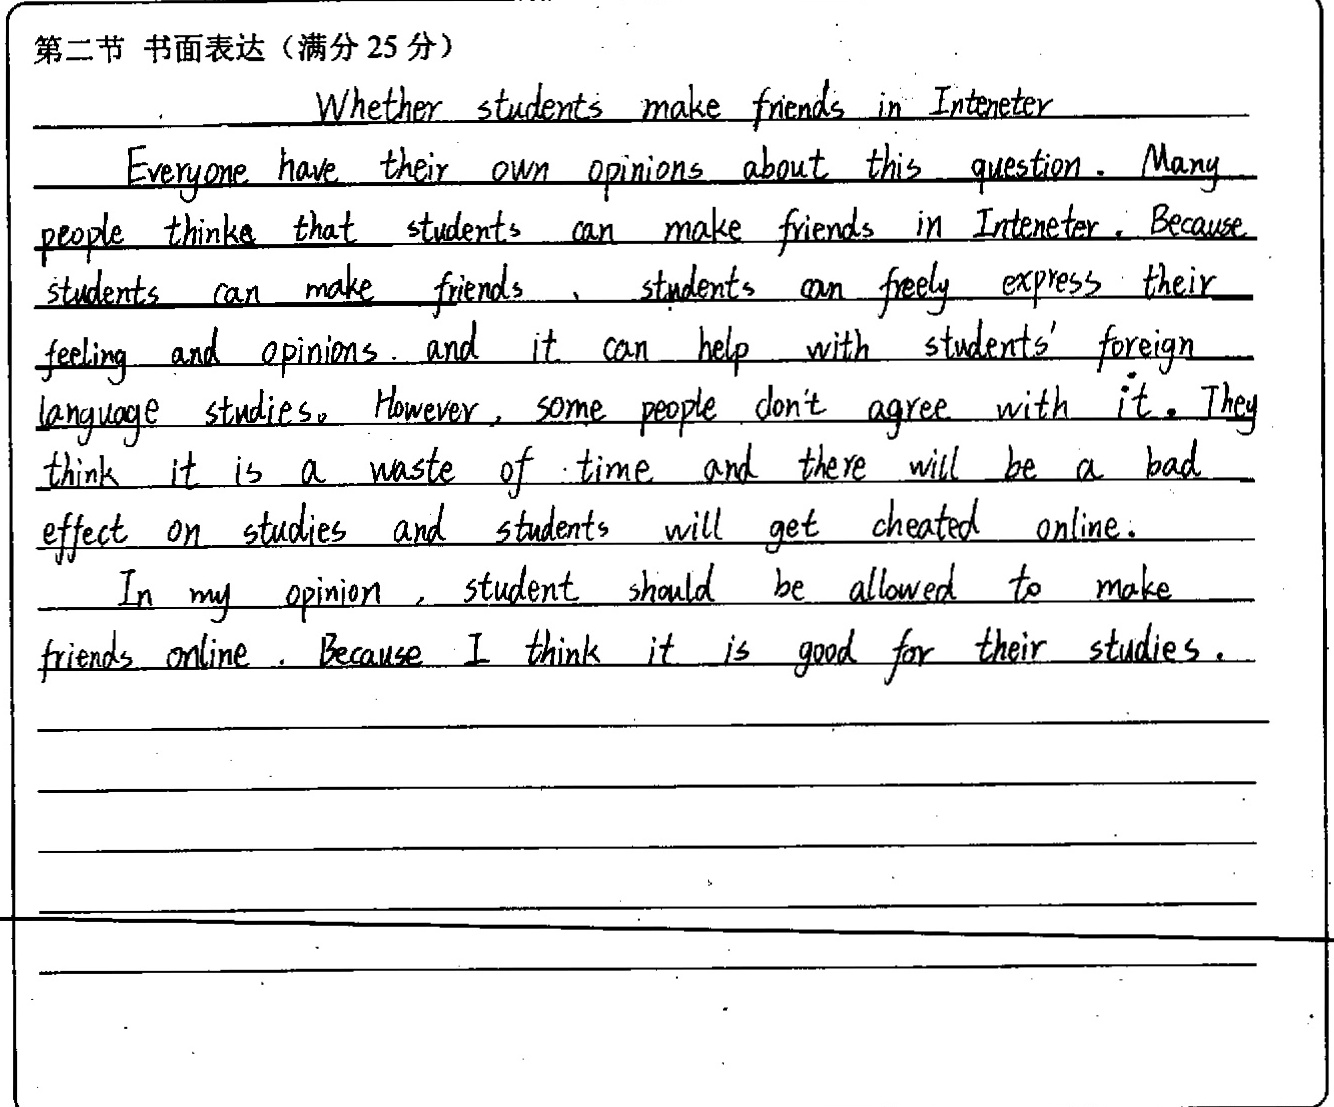 第二节 书面表达（满分 25 分）
Whether students make friends in Inteneter
Everyone have their own opinions about this question. Many
people thinke that students can make friends in Inteneter. Because
students can make friends, students can freely express their
feeling and opinions. and it can help with students' foreign
language studies. However, some people don't agree with it. They
think it is a waste of time and there will be a bad
effect on studies and students will get cheated online.
In my opinion, student should be allowed to make
friends online. Because I think it is good for their studies.